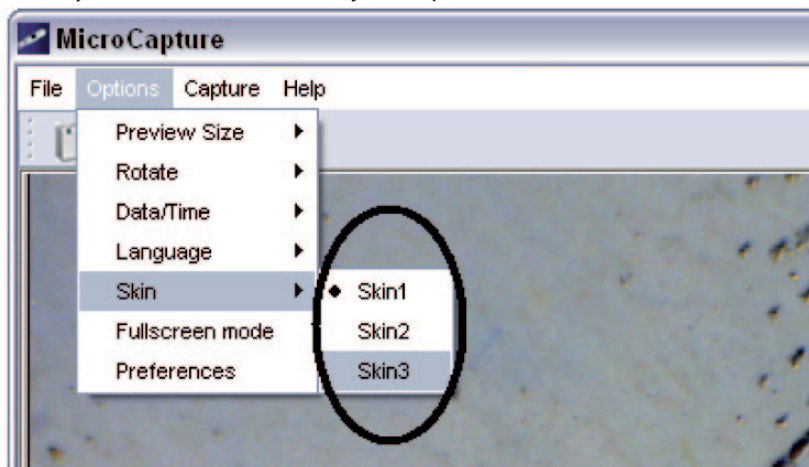 MicroCapture
File Options Capture Help
Preview Size
Rotate
Data/Time
Language
Skin
Fullscreen mode
Preferences
Skin1
Skin2
Skin3